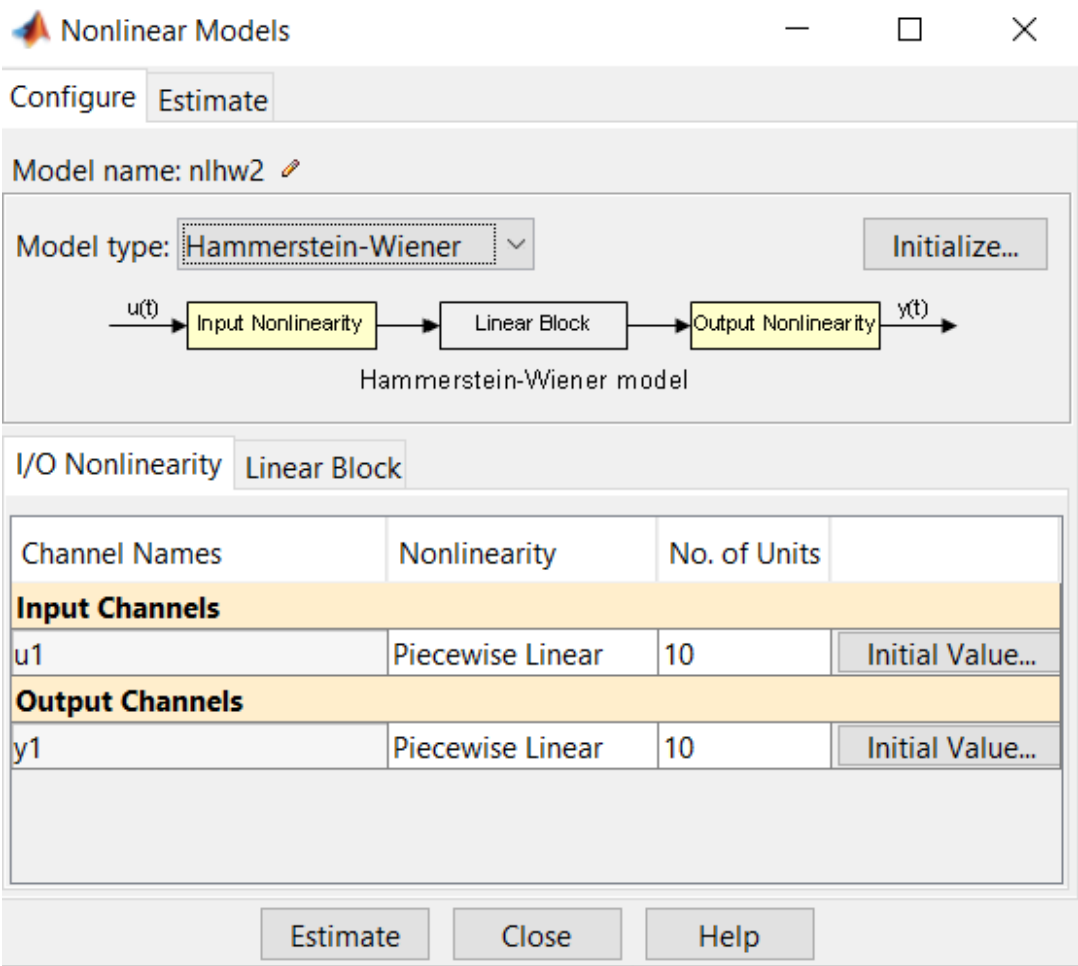 Nonlinear Models
Configure Estimate
Model name: nlhw2
Model type: Hammerstein-Wiener Initialize...
u(t) Input Nonlinearity Linear Block Output Nonlinearity y(t)
Hammerstein-Wiener model
I/O Nonlinearity Linear Block
Channel Names Nonlinearity No. of Units
Input Channels
u1 Piecewise Linear 10 Initial Value...
Output Channels
y1 Piecewise Linear 10 Initial Value...
Estimate Close Help